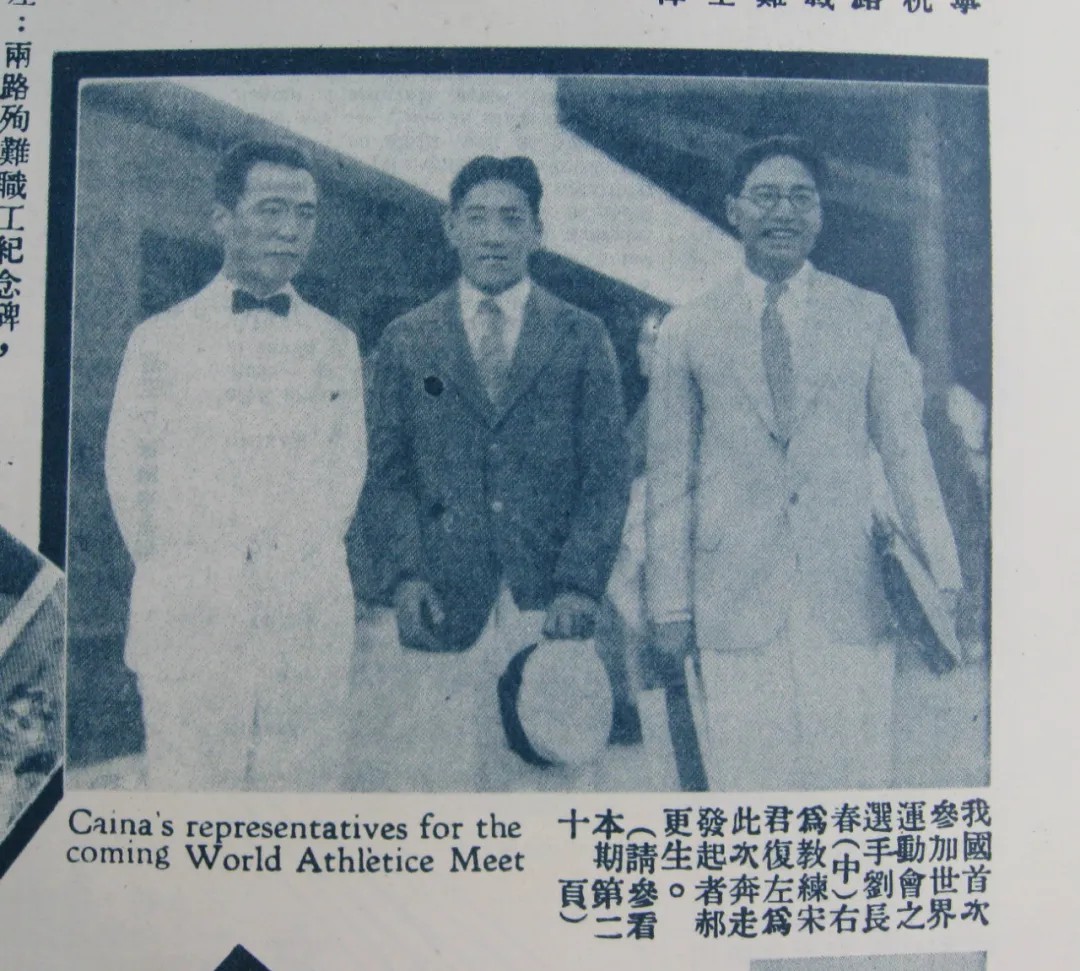 ：兩路殉難職工紀念碑，
Caina's representatives for the
coming World Athletice Meet
我國首次
參加世界
運動會之
選手劉長
春（中）右
爲教練宋
君復左爲
此次奔走
發起者郝
更生。
（請參看
本期第二
十頁）